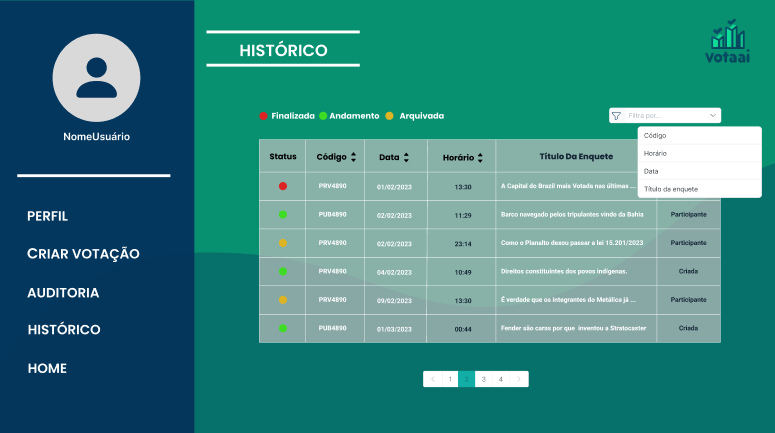 HISTÓRICO
votaai
NomeUsuário
PERFIL
CRIAR VOTAÇÃO
AUDITORIA
HISTÓRICO
HOME
Finalizada Andamento Arquivada
Filtra por...
Código
Horário
Data
Título da enquete
Status Código Data Horário Título Da Enquete
PRV4890 01/02/2023 13:30 A Capital do Brazil mais Votada nas últimas ...
PUB4890 02/02/2023 11:29 Barco navegado pelos tripulantes vindo da Bahia Participante
PRV4890 02/02/2023 23:14 Como o Planalto dexou passar a lei 15.201/2023 Participante
PRV4890 04/02/2023 10:49 Direitos constituintes dos povos indígenas. Criada
PRV4890 09/02/2023 13:30 É verdade que os integrantes do Metálica já ... Participante
PUB4890 01/03/2023 00:44 Fender são caras por que inventou a Stratocaster Criada
< 1 2 3 4 >